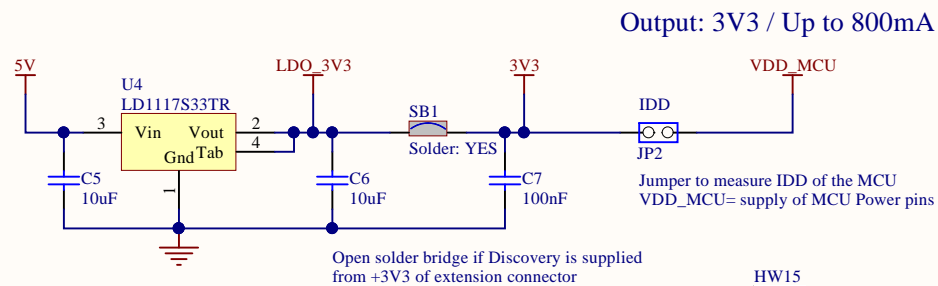 Output: 3V3 / Up to 800mA
5V
LDO_3V3
3V3
VDD_MCU
U4
LD1117S33TR
SB1
IDD
3
Vin
Vout
2
Gnd
Tab
4
Solder: YES
JP2
1
C5
10uF
C6
10uF
C7
100nF
Jumper to measure IDD of the MCU
VDD_MCU= supply of MCU Power pins
Open solder bridge if Discovery is supplied
from +3V3 of extension connector
HW15